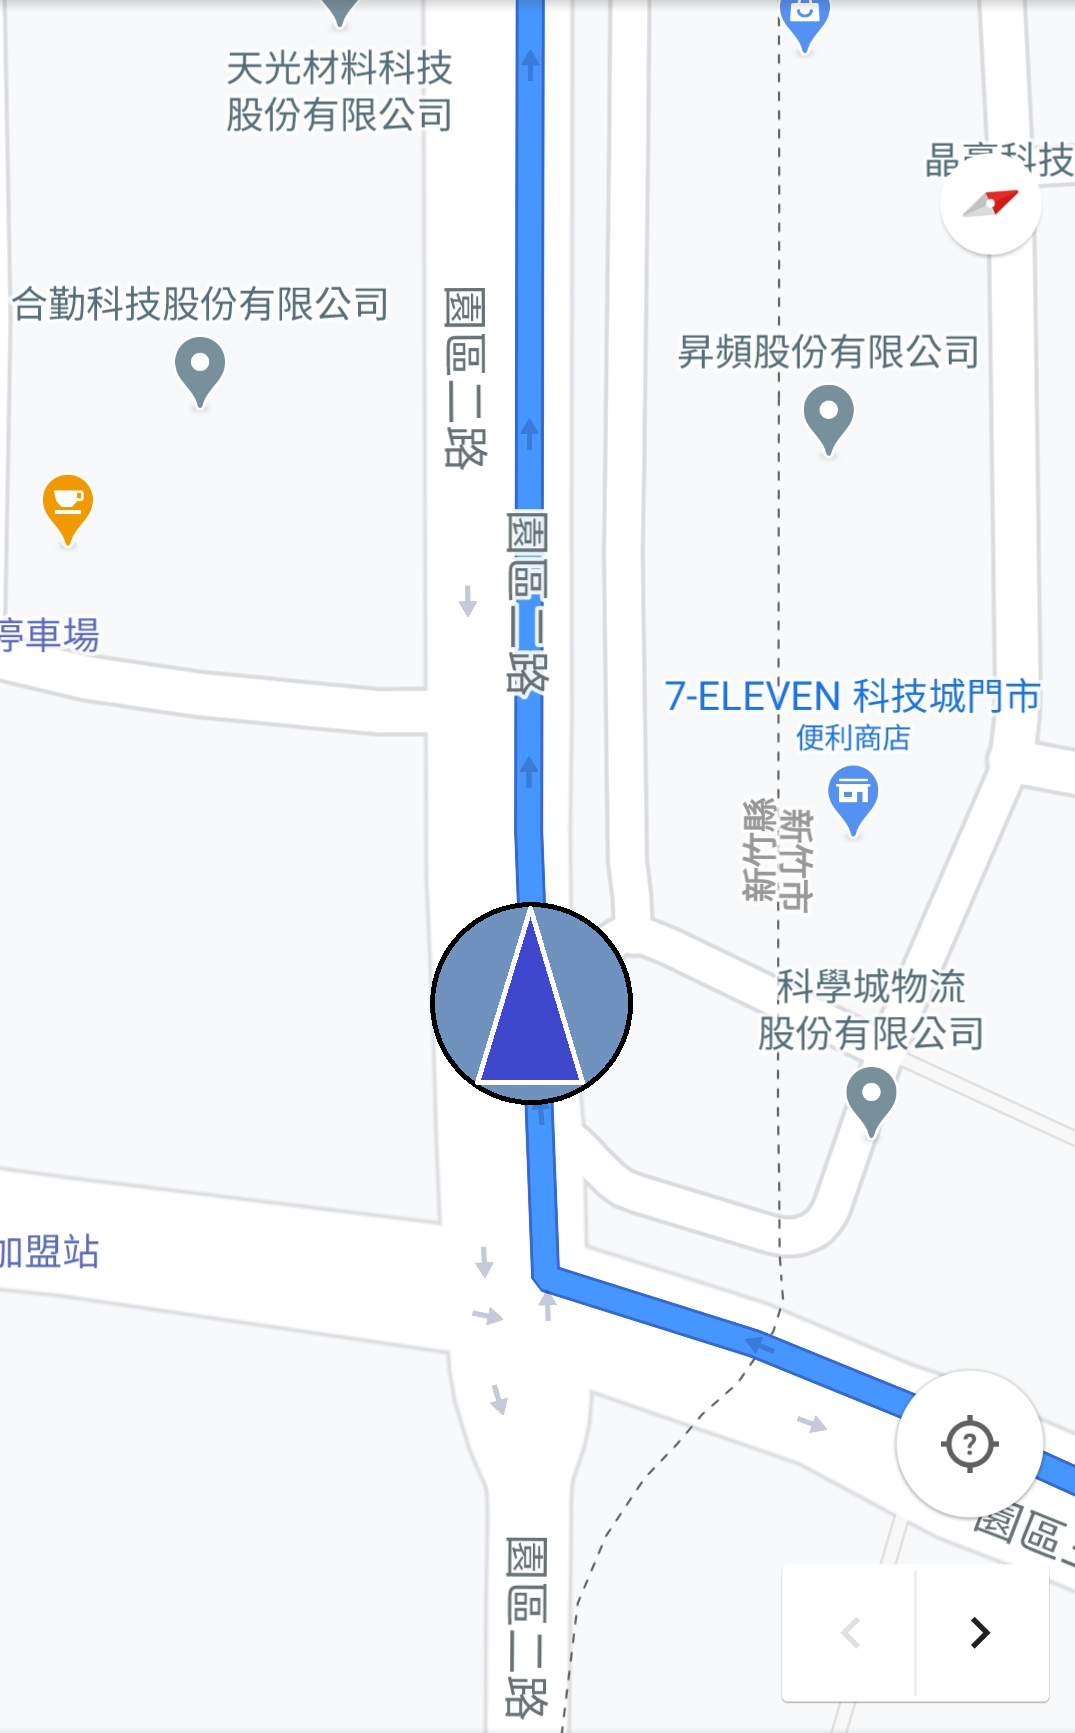 天光材料科技
股份有限公司
晶高科技
合勤科技股份有限公司
園區二路
昇頻股份有限公司
園區二路
停車場
7-ELEVEN 科技城門市
便利商店
新竹縣
新竹市
科學城物流
股份有限公司
加盟站
?
園區
園區二路